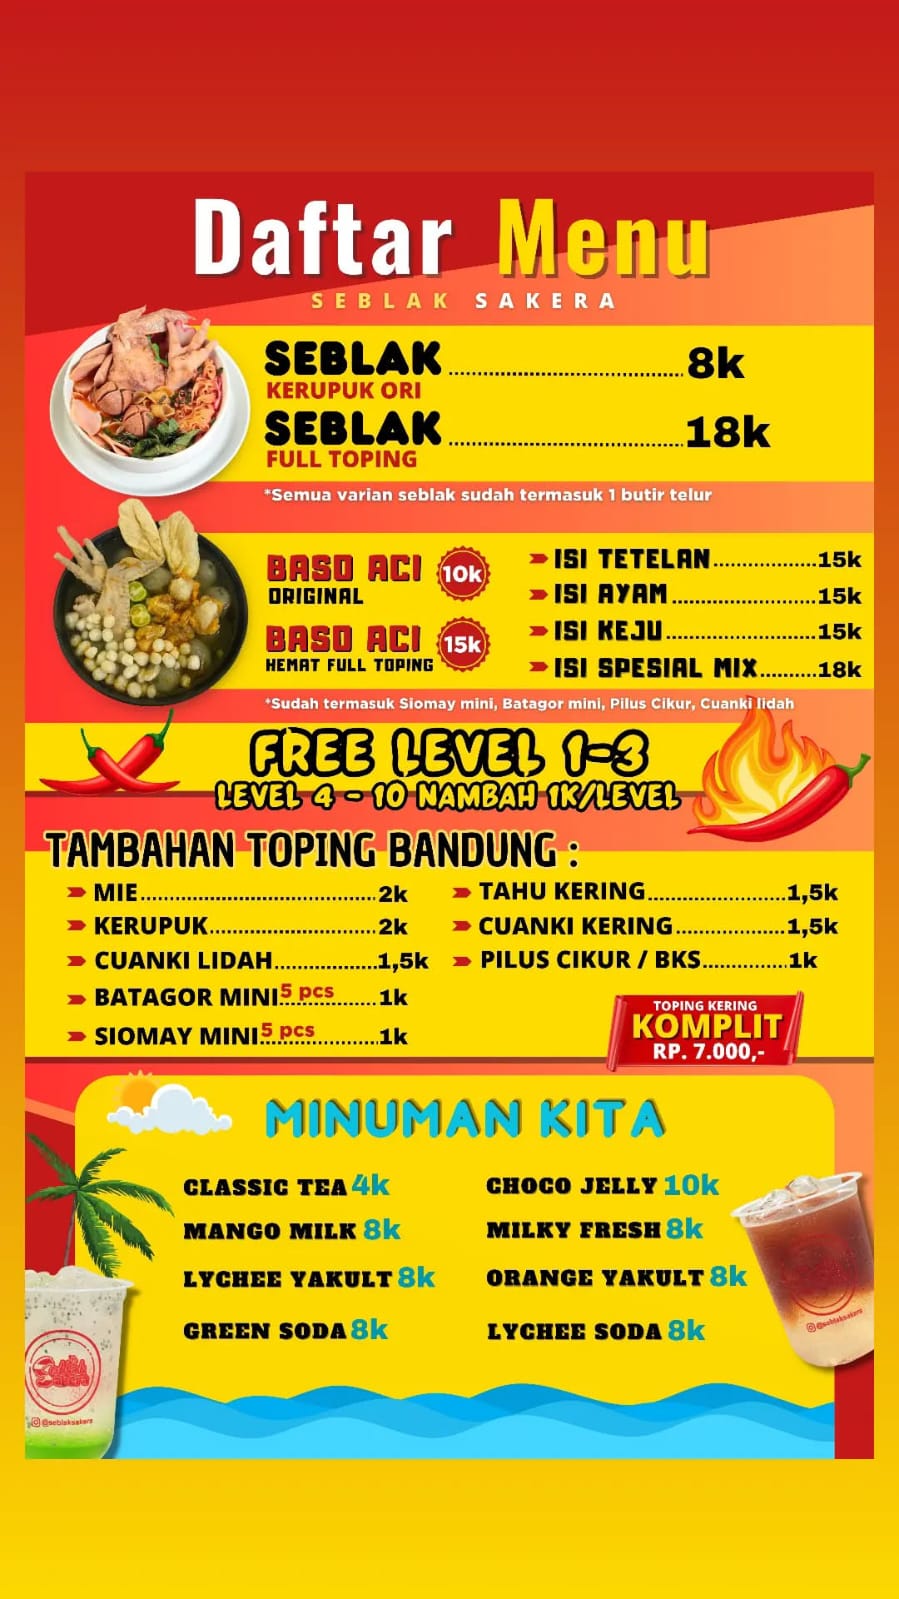 Daftar Menu
SEBLAK SAKERA
SEBLAK 8k
KERUPUK ORI
SEBLAK 18k
FULL TOPING
*Semua varian seblak sudah termasuk 1 butir telur
BASO ACI 10k
ORIGINAL
BASO ACI 15k
HEMAT FULL TOPING
ISI TETELAN 15k
ISI AYAM 15k
ISI KEJU 15k
ISI SPESIAL MIX 18k
*Sudah termasuk Siomay mini, Batagor mini, Pilus Cikur, Cuanki lidah
FREE LEVEL 1-3
LEVEL 4 - 10 NAMBAH 1K/LEVEL
TAMBAHAN TOPING BANDUNG :
MIE 2k
KERUPUK 2k
CUANKI LIDAH 1,5k
BATAGOR MINI 5 pcs 1k
SIOMAY MINI 5 pcs 1k
TAHU KERING 1,5k
CUANKI KERING 1,5k
PILUS CIKUR / BKS 1k
TOPING KERING
KOMPLIT
RP. 7.000,-
MINUMAN KITA
CLASSIC TEA 4k
MANGO MILK 8k
LYCHEE YAKULT 8k
GREEN SODA 8k
CHOCO JELLY 10k
MILKY FRESH 8k
ORANGE YAKULT 8k
LYCHEE SODA 8k
Seblak
Sakera
@seblaksakera
@seblaksakera